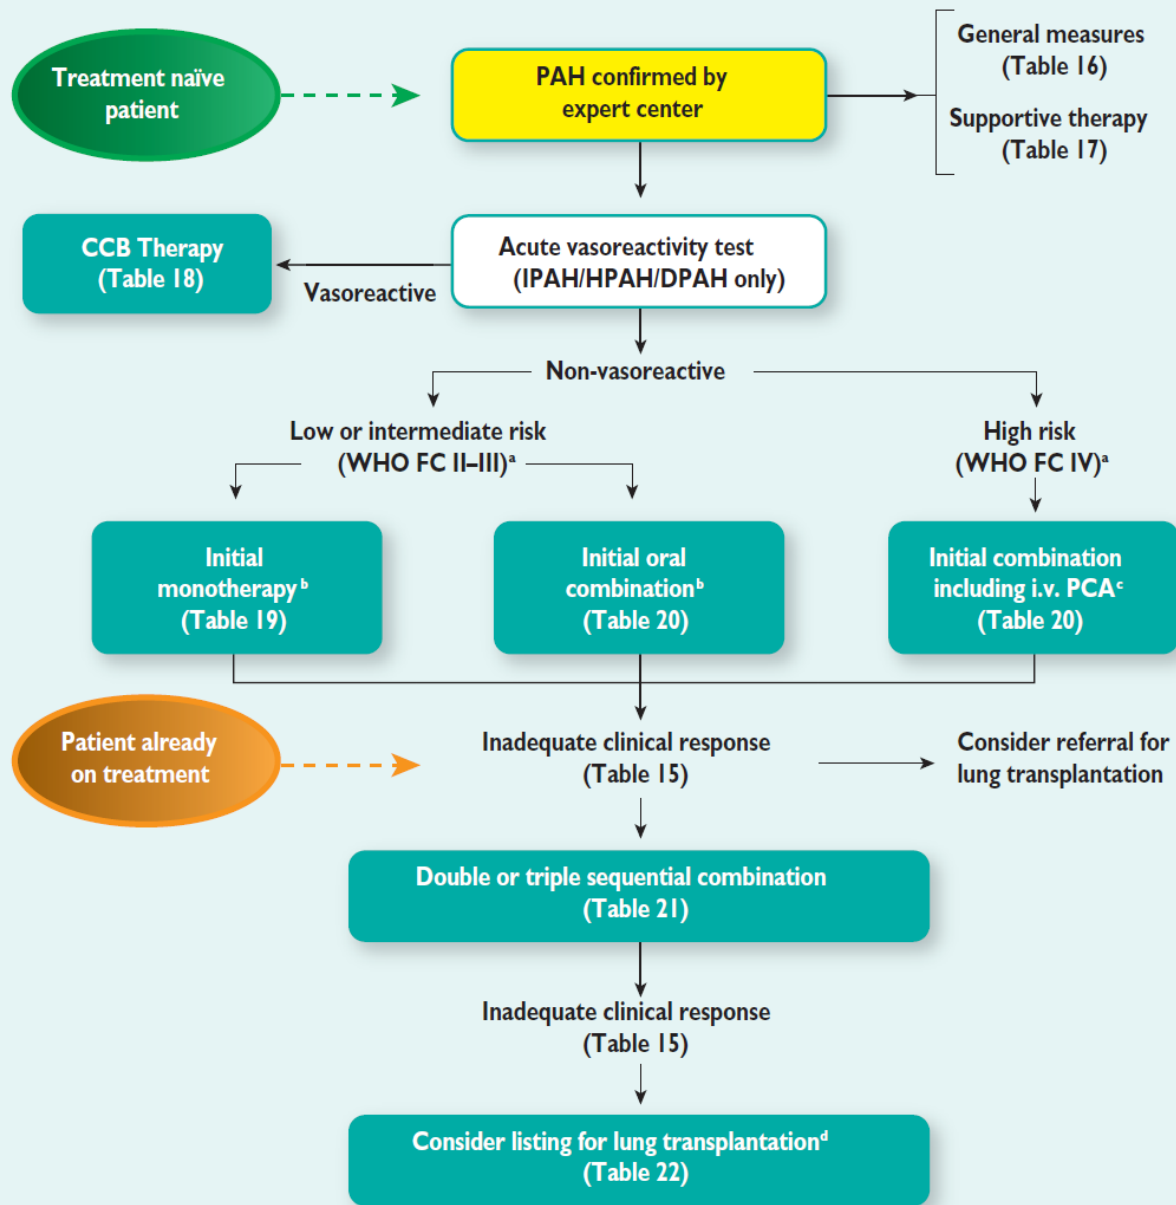 Treatment naïve
patient
PAH confirmed by
expert center
General measures
(Table 16)
Supportive therapy
(Table 17)
CCB Therapy
(Table 18)
Vasoreactive
Acute vasoreactivity test
(IPAH/HPAH/DPAH only)
Non-vasoreactive
Low or intermediate risk
(WHO FC II–III)ᵃ
High risk
(WHO FC IV)ᵃ
Initial
monotherapyᵇ
(Table 19)
Initial oral
combinationᵇ
(Table 20)
Initial combination
including i.v. PCAᶜ
(Table 20)
Patient already
on treatment
Inadequate clinical response
(Table 15)
Consider referral for
lung transplantation
Double or triple sequential combination
(Table 21)
Inadequate clinical response
(Table 15)
Consider listing for lung transplantationᵈ
(Table 22)